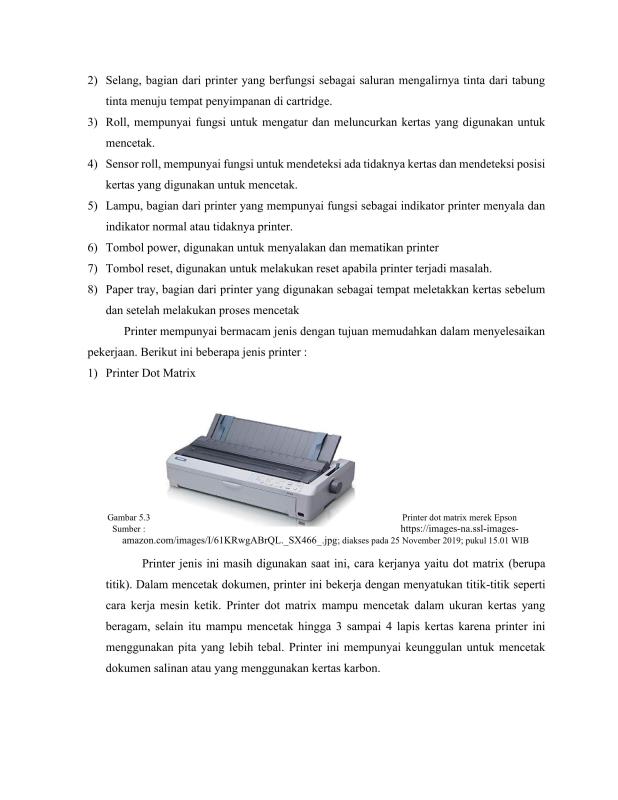 2) Selang, bagian dari printer yang berfungsi sebagai saluran mengalirnya tinta dari tabung
tinta menuju tempat penyimpanan di cartridge.
3) Roll, mempunyai fungsi untuk mengatur dan meluncurkan kertas yang digunakan untuk
mencetak.
4) Sensor roll, mempunyai fungsi untuk mendeteksi ada tidaknya kertas dan mendeteksi posisi
kertas yang digunakan untuk mencetak.
5) Lampu, bagian dari printer yang mempunyai fungsi sebagai indikator printer menyala dan
indikator normal atau tidaknya printer.
6) Tombol power, digunakan untuk menyalakan dan mematikan printer
7) Tombol reset, digunakan untuk melakukan reset apabila printer terjadi masalah.
8) Paper tray, bagian dari printer yang digunakan sebagai tempat meletakkan kertas sebelum
dan setelah melakukan proses mencetak
Printer mempunyai bermacam jenis dengan tujuan memudahkan dalam menyelesaikan
pekerjaan. Berikut ini beberapa jenis printer :
1) Printer Dot Matrix
Gambar 5.3 Printer dot matrix merek Epson
Sumber : https://images-na.ssl-images-
amazon.com/images/I/61KRwgABrQL._SX466_.jpg; diakses pada 25 November 2019; pukul 15.01 WIB
Printer jenis ini masih digunakan saat ini, cara kerjanya yaitu dot matrix (berupa
titik). Dalam mencetak dokumen, printer ini bekerja dengan menyatukan titik-titik seperti
cara kerja mesin ketik. Printer dot matrix mampu mencetak dalam ukuran kertas yang
beragam, selain itu mampu mencetak hingga 3 sampai 4 lapis kertas karena printer ini
menggunakan pita yang lebih tebal. Printer ini mempunyai keunggulan untuk mencetak
dokumen salinan atau yang menggunakan kertas karbon.